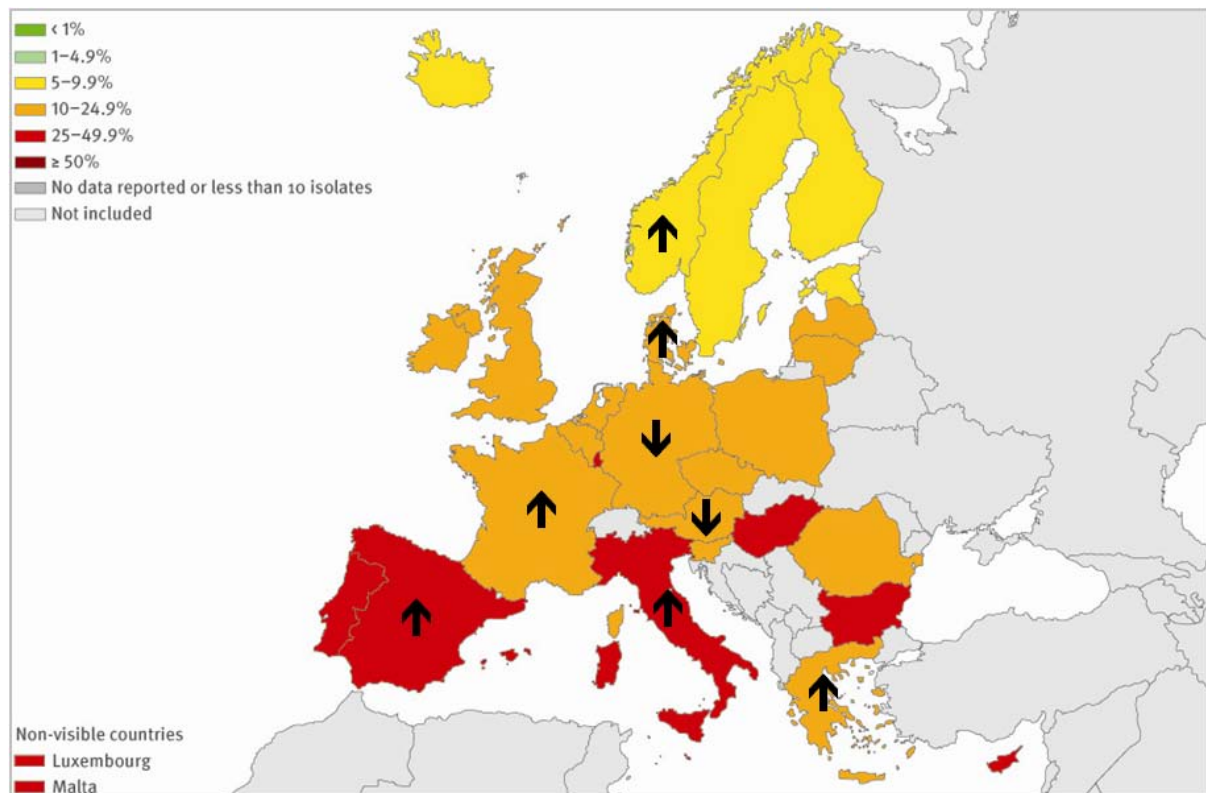 < 1%
1–4.9%
5–9.9%
10–24.9%
25–49.9%
≥ 50%
No data reported or less than 10 isolates
Not included
Non-visible countries
Luxembourg
Malta